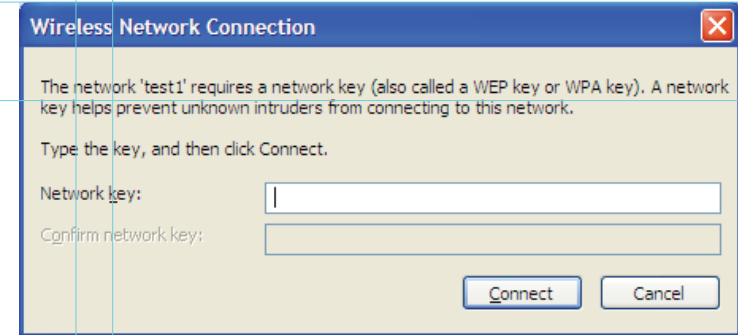 Wireless Network Connection
The network 'test1' requires a network key (also called a WEP key or WPA key). A network
key helps prevent unknown intruders from connecting to this network.
Type the key, and then click Connect.
Network key:
Confirm network key:
Connect Cancel